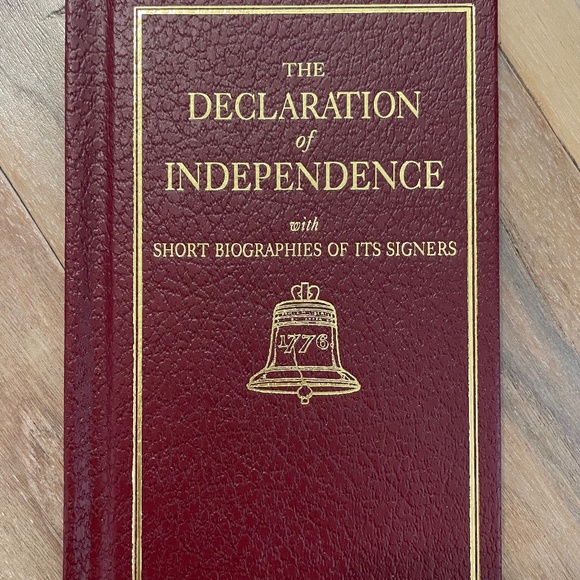 THE
DECLARATION
of
INDEPENDENCE
with
SHORT BIOGRAPHIES OF ITS SIGNERS
1776